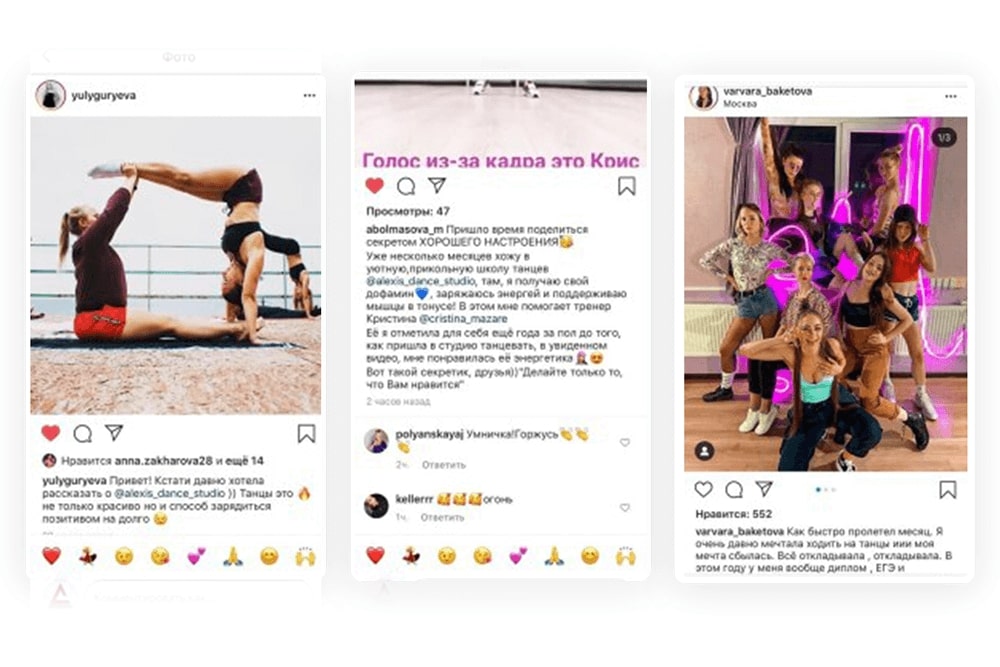 Фото
yulyguryeva
Нравится anna.zakharova28 и ещё 14
yulyguryeva Привет! Кстати давно хотела
рассказать о @alexis_dance_studio )) Танцы это 🔥
не только красиво но и способ зарядиться
позитивом на долго 😉
Голос из-за кадра это Крис
Просмотры: 47
abolmasova_m Пришло время поделиться
секретом ХОРОШЕГО НАСТРОЕНИЯ🥰
Уже несколько месяцев хожу в
уютную,прикольную школу танцев
@alexis_dance_studio, там, я получаю свой
дофамин💙, заряжаюсь энергей и поддерживаю
мышцы в тонусе! В этом мне помогает тренер
Кристина @cristina_mazare
Её я отметила для себя ещё года за пол до того,
как пришла в студию танцевать, в увиденном
видео, мне понравилась её энергетика 😍
Вот такой секретик, друзья))"Делайте только то,
что Вам нравится"
2 часов назад
polyanskayaj Умничка!Горжусь👏👏
👏
2ч. Ответить
kellerrr 🥰🥰🥰огонь
1ч. Ответить
varvara_baketova
Москва
1/3
Нравится: 552
varvara_baketova Как быстро пролетел месяц. Я
очень давно мечтала ходить на танцы иии моя
мечта сбылась. Всё откладывала , откладывала. В
этом году у меня вообще диплом , ЕГЭ и